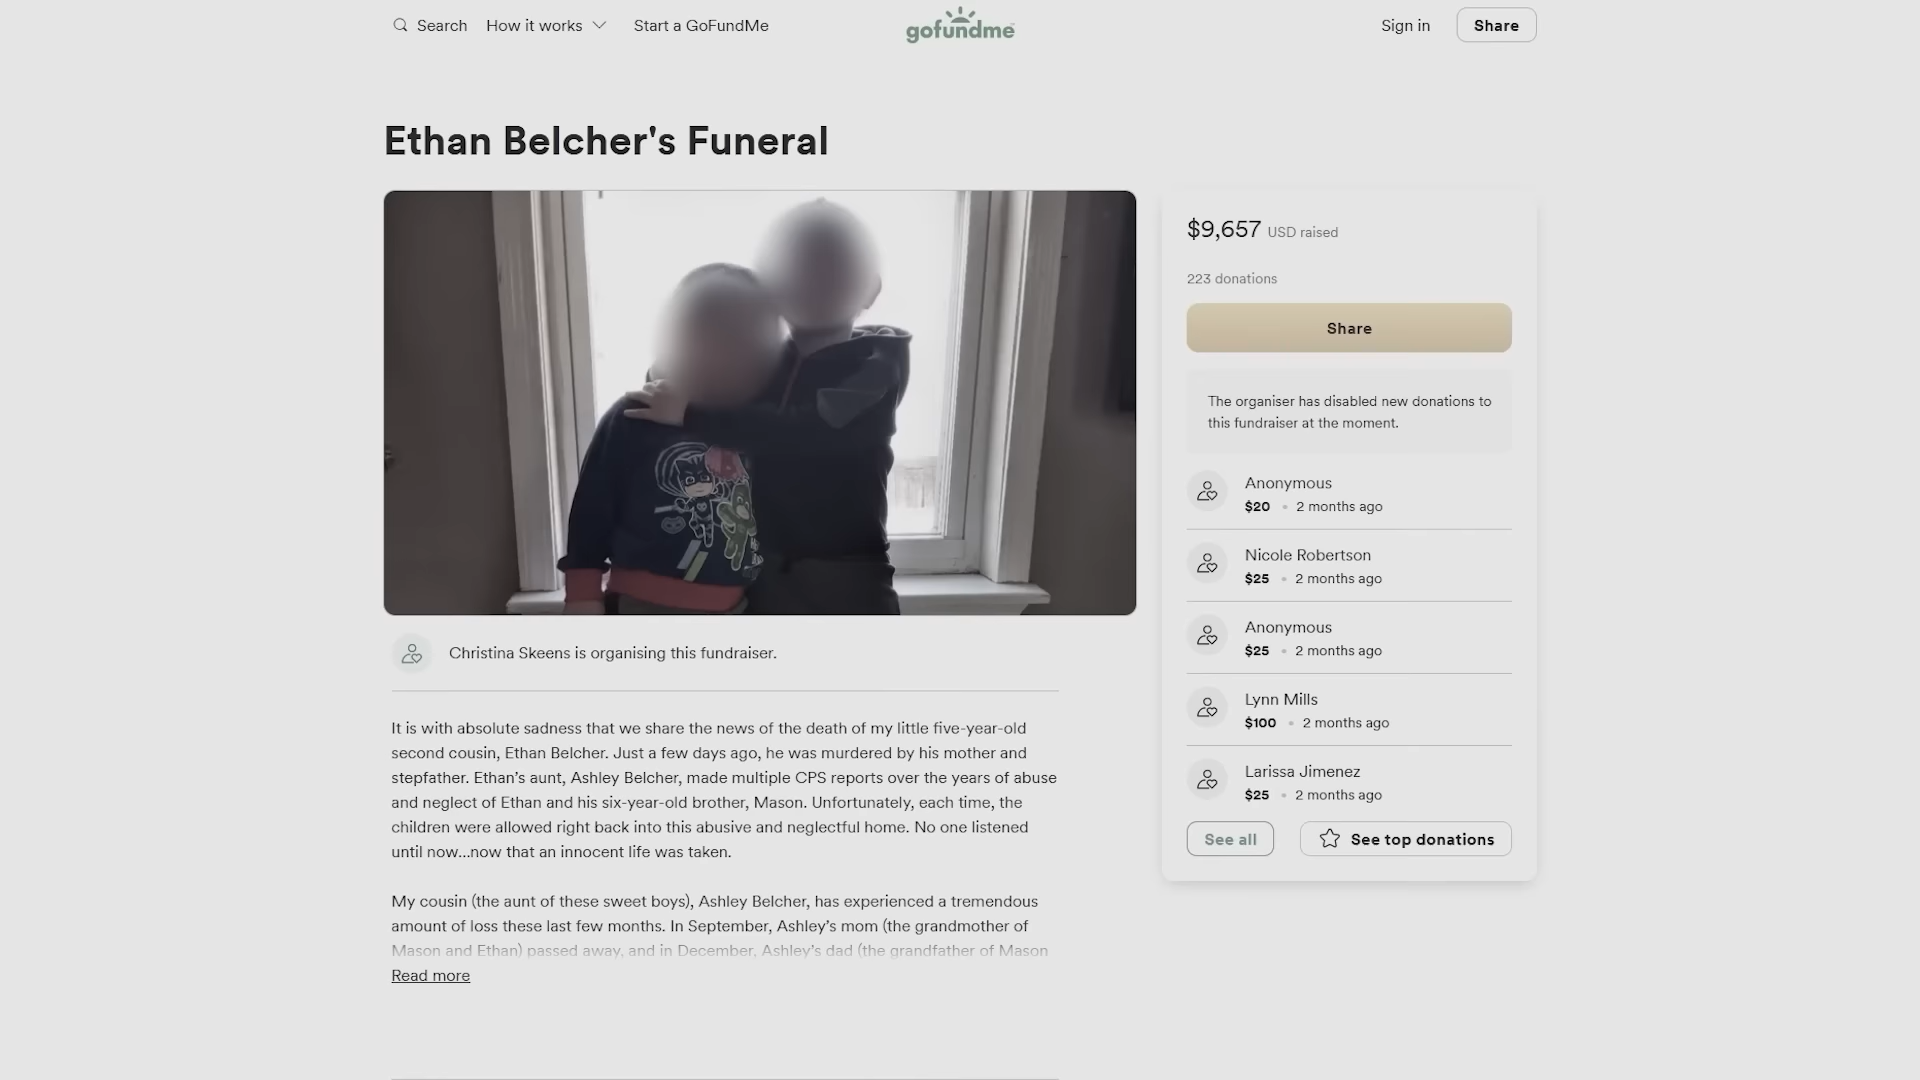 Search
How it works
Start a GoFundMe
gofundme
Sign in
Share
Ethan Belcher's Funeral
$9,657 USD raised
223 donations
Share
The organiser has disabled new donations to
this fundraiser at the moment.
Anonymous
$20 • 2 months ago
Nicole Robertson
$25 • 2 months ago
Anonymous
$25 • 2 months ago
Lynn Mills
$100 • 2 months ago
Larissa Jimenez
$25 • 2 months ago
See all
See top donations
Christina Skeens is organising this fundraiser.
It is with absolute sadness that we share the news of the death of my little five-year-old
second cousin, Ethan Belcher. Just a few days ago, he was murdered by his mother and
stepfather. Ethan’s aunt, Ashley Belcher, made multiple CPS reports over the years of abuse
and neglect of Ethan and his six-year-old brother, Mason. Unfortunately, each time, the
children were allowed right back into this abusive and neglectful home. No one listened
until now...now that an innocent life was taken.
My cousin (the aunt of these sweet boys), Ashley Belcher, has experienced a tremendous
amount of loss these last few months. In September, Ashley’s mom (the grandmother of
Mason and Ethan) passed away, and in December, Ashley’s dad (the grandfather of Mason
Read more